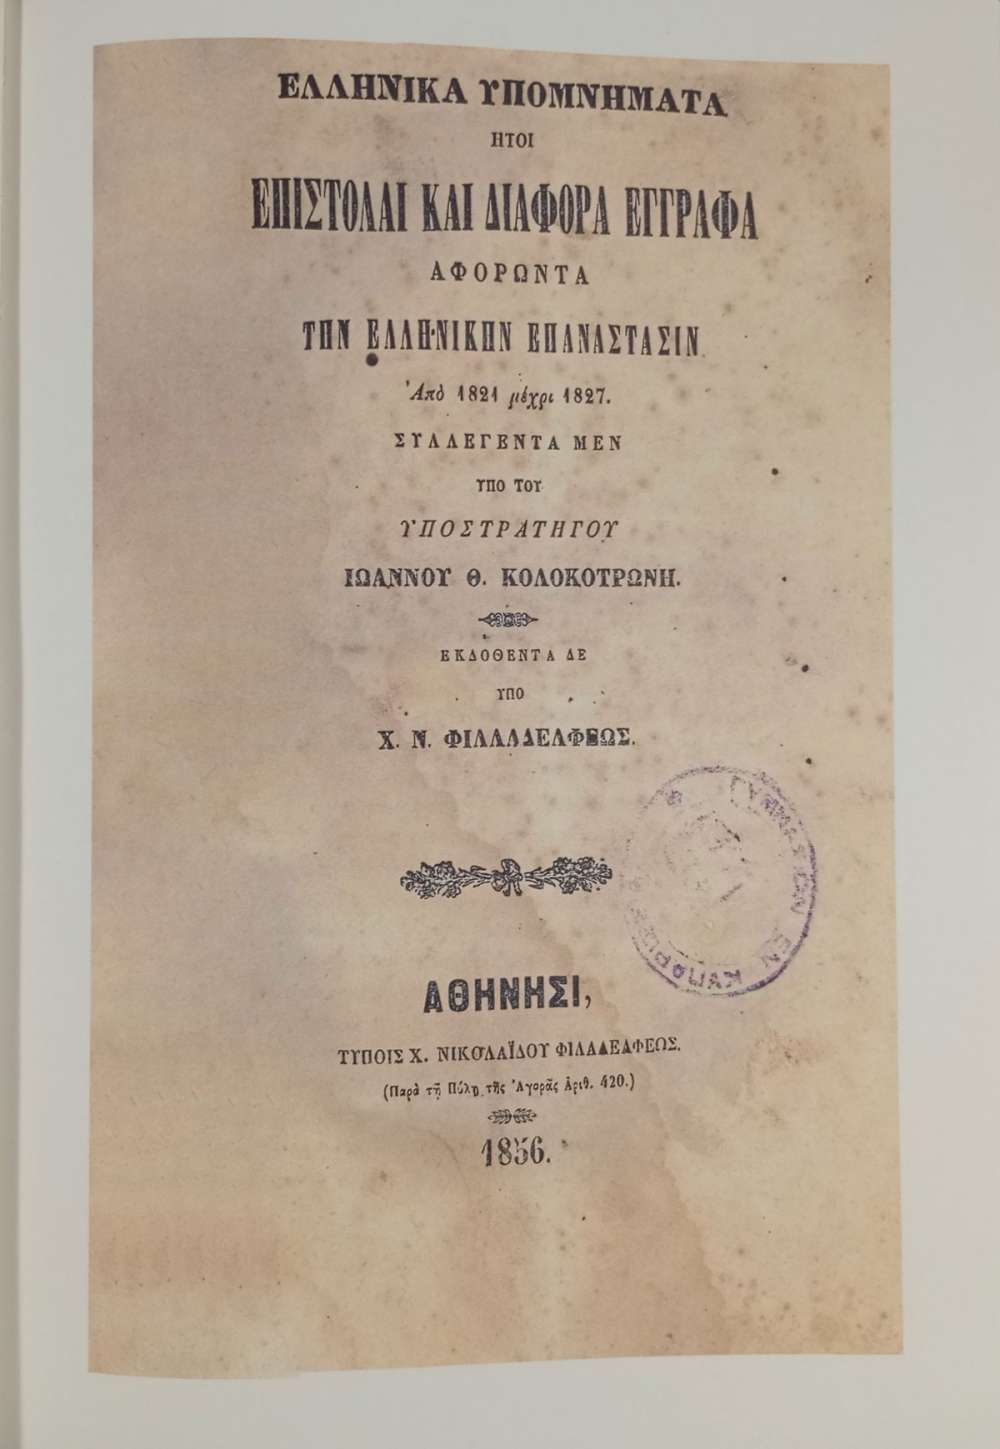 ΕΛΛΗΝΙΚΑ ΥΠΟΜΝΗΜΑΤΑ
ΗΤΟΙ
ΕΠΙΣΤΟΛΑΙ ΚΑΙ ΔΙΑΦΟΡΑ ΕΓΓΡΑΦΑ
ΑΦΟΡΩΝΤΑ
ΤΗΝ ΕΛΛΗΝΙΚΗΝ ΕΠΑΝΑΣΤΑΣΙΝ
Ἀπὸ 1821 μέχρι 1827.
ΣΥΛΛΕΓΕΝΤΑ ΜΕΝ
ΥΠΟ ΤΟΥ
ΥΠΟΣΤΡΑΤΗΓΟΥ
ΙΩΑΝΝΟΥ Θ. ΚΟΛΟΚΟΤΡΩΝΗ.
ΕΚΔΟΘΕΝΤΑ ΔΕ
ΥΠΟ
Χ. Ν. ΦΙΛΑΔΕΛΦΕΩΣ.
ΓΥΜΝΑΣΙΟΝ ΕΝ
ΑΘΗΝΗΣΙ,
ΤΥΠΟΙΣ Χ. ΝΙΚΟΛΑΪΔΟΥ ΦΙΛΑΔΕΛΦΕΩΣ.
(Παρὰ τῇ Πύλῃ τῆς Ἀγορᾶς Ἀριθ. 420.)
1856.